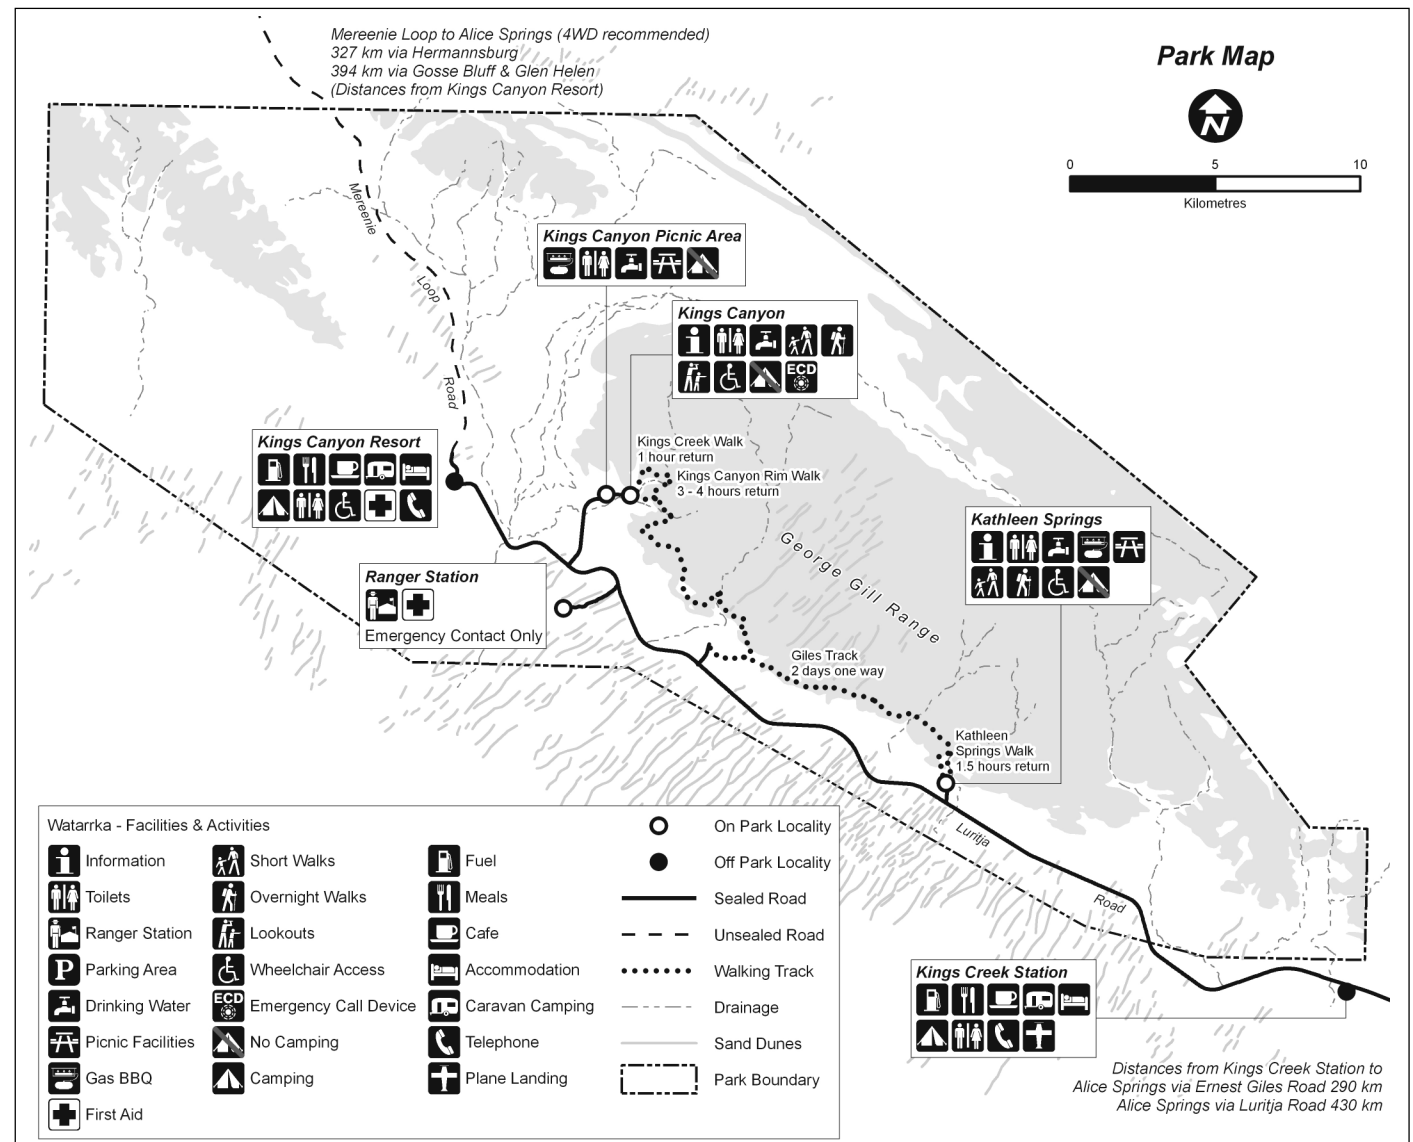 Mereenie Loop to Alice Springs (4WD recommended)
327 km via Hermannsburg
394 km via Gosse Bluff & Glen Helen
(Distances from Kings Canyon Resort)
Park Map
N
0 5 10
Kilometres
Mereenie
Loop
Road
Kings Canyon Picnic Area
Kings Canyon
ECD
Kings Creek Walk
1 hour return
Kings Canyon Rim Walk
3 - 4 hours return
Kings Canyon Resort
Ranger Station
Emergency Contact Only
George Gill Range
Kathleen Springs
Giles Track
2 days one way
Kathleen
Springs Walk
1.5 hours return
Luritja
Road
Kings Creek Station
Distances from Kings Creek Station to
Alice Springs via Ernest Giles Road 290 km
Alice Springs via Luritja Road 430 km
Watarrka - Facilities & Activities
Information
Toilets
Ranger Station
P Parking Area
Drinking Water
Picnic Facilities
Gas BBQ
First Aid
Short Walks
Overnight Walks
Lookouts
Wheelchair Access
ECD Emergency Call Device
No Camping
Camping
Fuel
Meals
Cafe
Accommodation
Caravan Camping
Telephone
Plane Landing
On Park Locality
Off Park Locality
Sealed Road
Unsealed Road
Walking Track
Drainage
Sand Dunes
Park Boundary